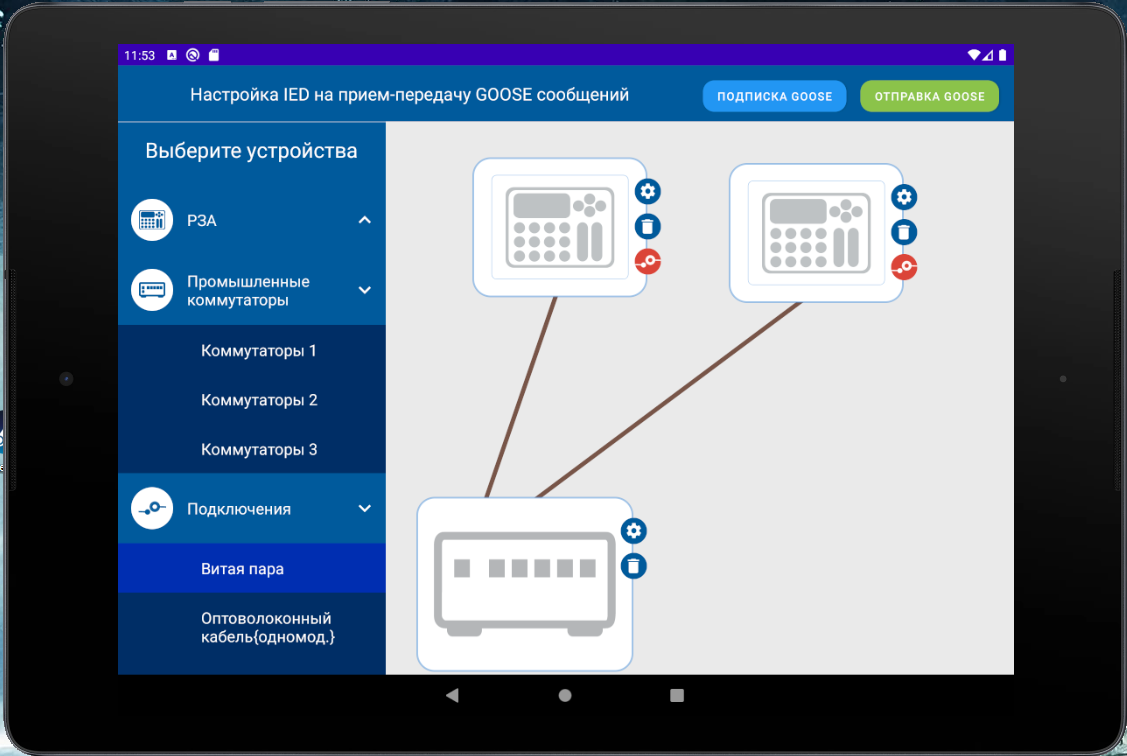 11:53
Настройка IED на прием-передачу GOOSE сообщений
ПОДПИСКА GOOSE
ОТПРАВКА GOOSE
Выберите устройства
РЗА
Промышленные
коммутаторы
Коммутаторы 1
Коммутаторы 2
Коммутаторы 3
Подключения
Витая пара
Оптоволоконный
кабель{одномод.}